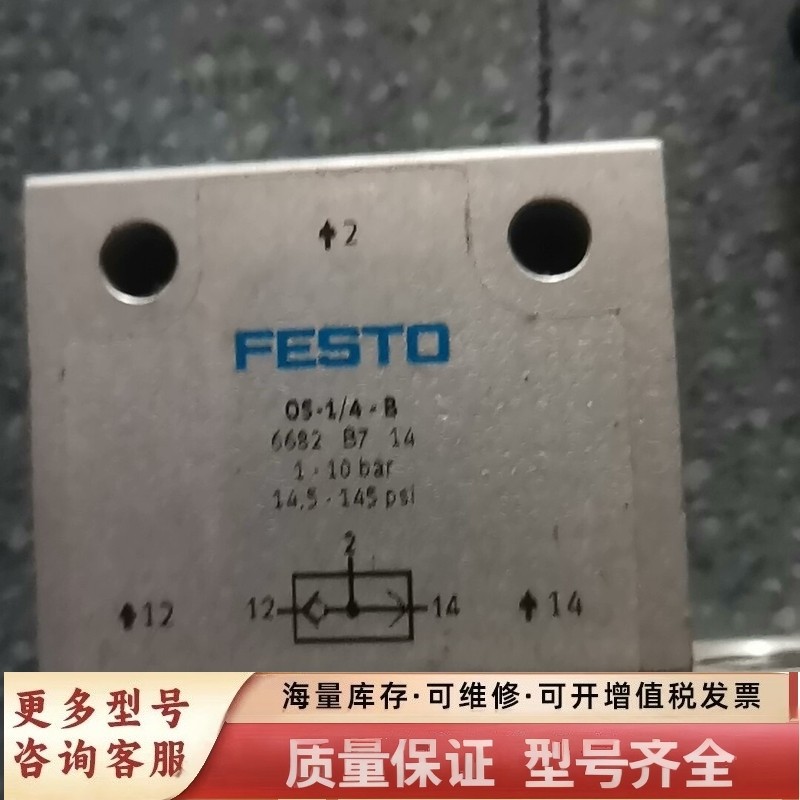 ↑2
FESTO
OS-1/4-B
6682 B7 14
1-10 bar
14,5-145 psi
2
↑12
12
14
↑14
更多型号
咨询客服
海量库存·可维修·可开增值税发票
质量保证 型号齐全